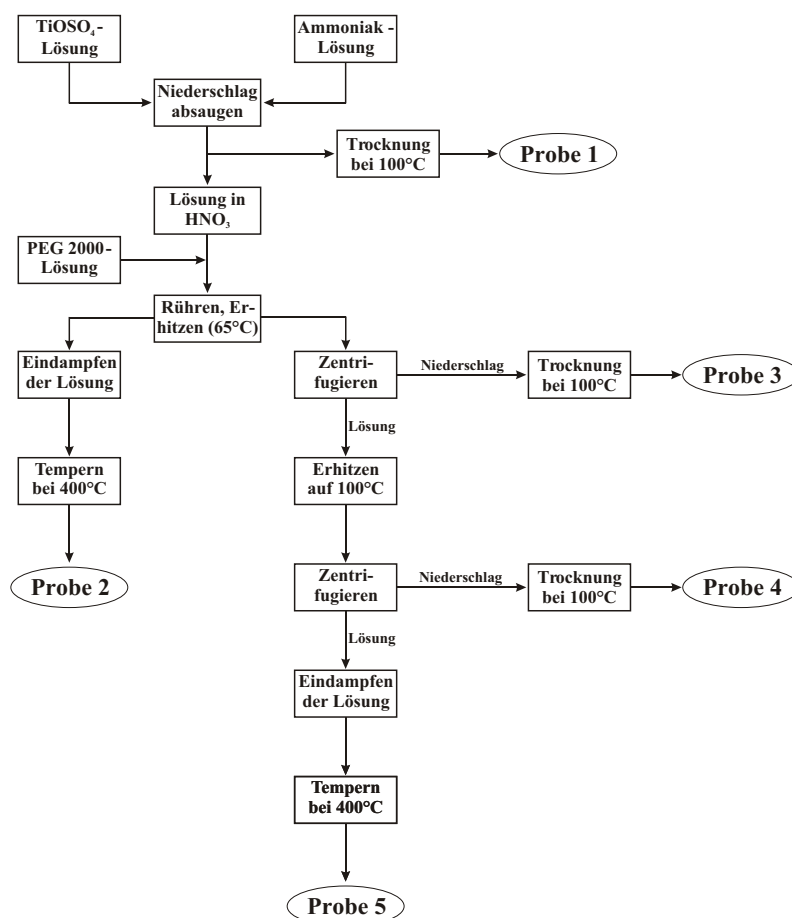 TiOSO₄-
Lösung
Ammoniak -
Lösung
Niederschlag
absaugen
Trocknung
bei 100°C
Probe 1
Lösung in
HNO₃
PEG 2000-
Lösung
Rühren, Er-
hitzen (65°C)
Eindampfen
der Lösung
Zentri-
fugieren
Niederschlag
Trocknung
bei 100°C
Probe 3
Lösung
Tempern
bei 400°C
Erhitzen
auf 100°C
Probe 2
Zentri-
fugieren
Niederschlag
Trocknung
bei 100°C
Probe 4
Lösung
Eindampfen
der Lösung
Tempern
bei 400°C
Probe 5